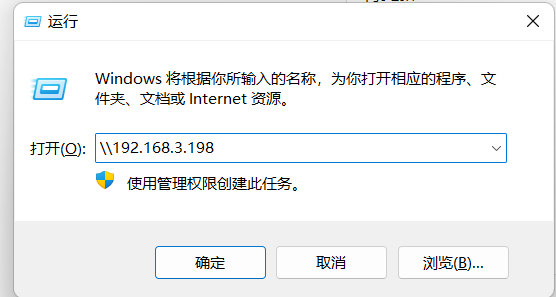 运行
Windows 将根据你所输入的名称，为你打开相应的程序、文
件夹、文档或 Internet 资源。
打开(O): \\192.168.3.198
使用管理权限创建此任务。
确定 取消 浏览(B)...